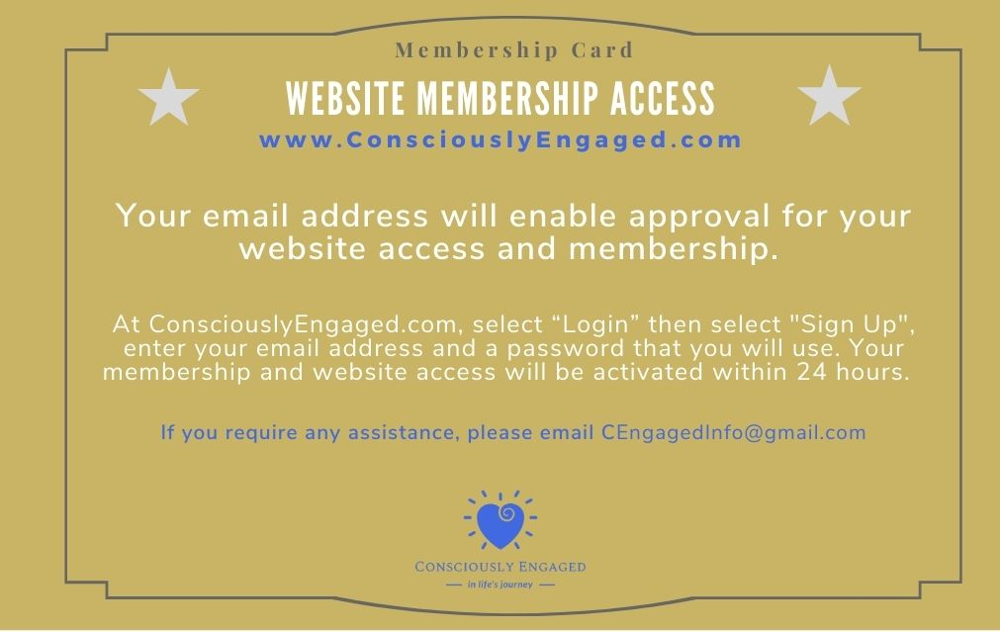 Membership Card
WEBSITE MEMBERSHIP ACCESS
www.ConsciouslyEngaged.com
Your email address will enable approval for your
website access and membership.
At ConsciouslyEngaged.com, select “Login” then select "Sign Up",
enter your email address and a password that you will use. Your
membership and website access will be activated within 24 hours.
If you require any assistance, please email CEngagedInfo@gmail.com
CONSCIOUSLY ENGAGED
in life's journey